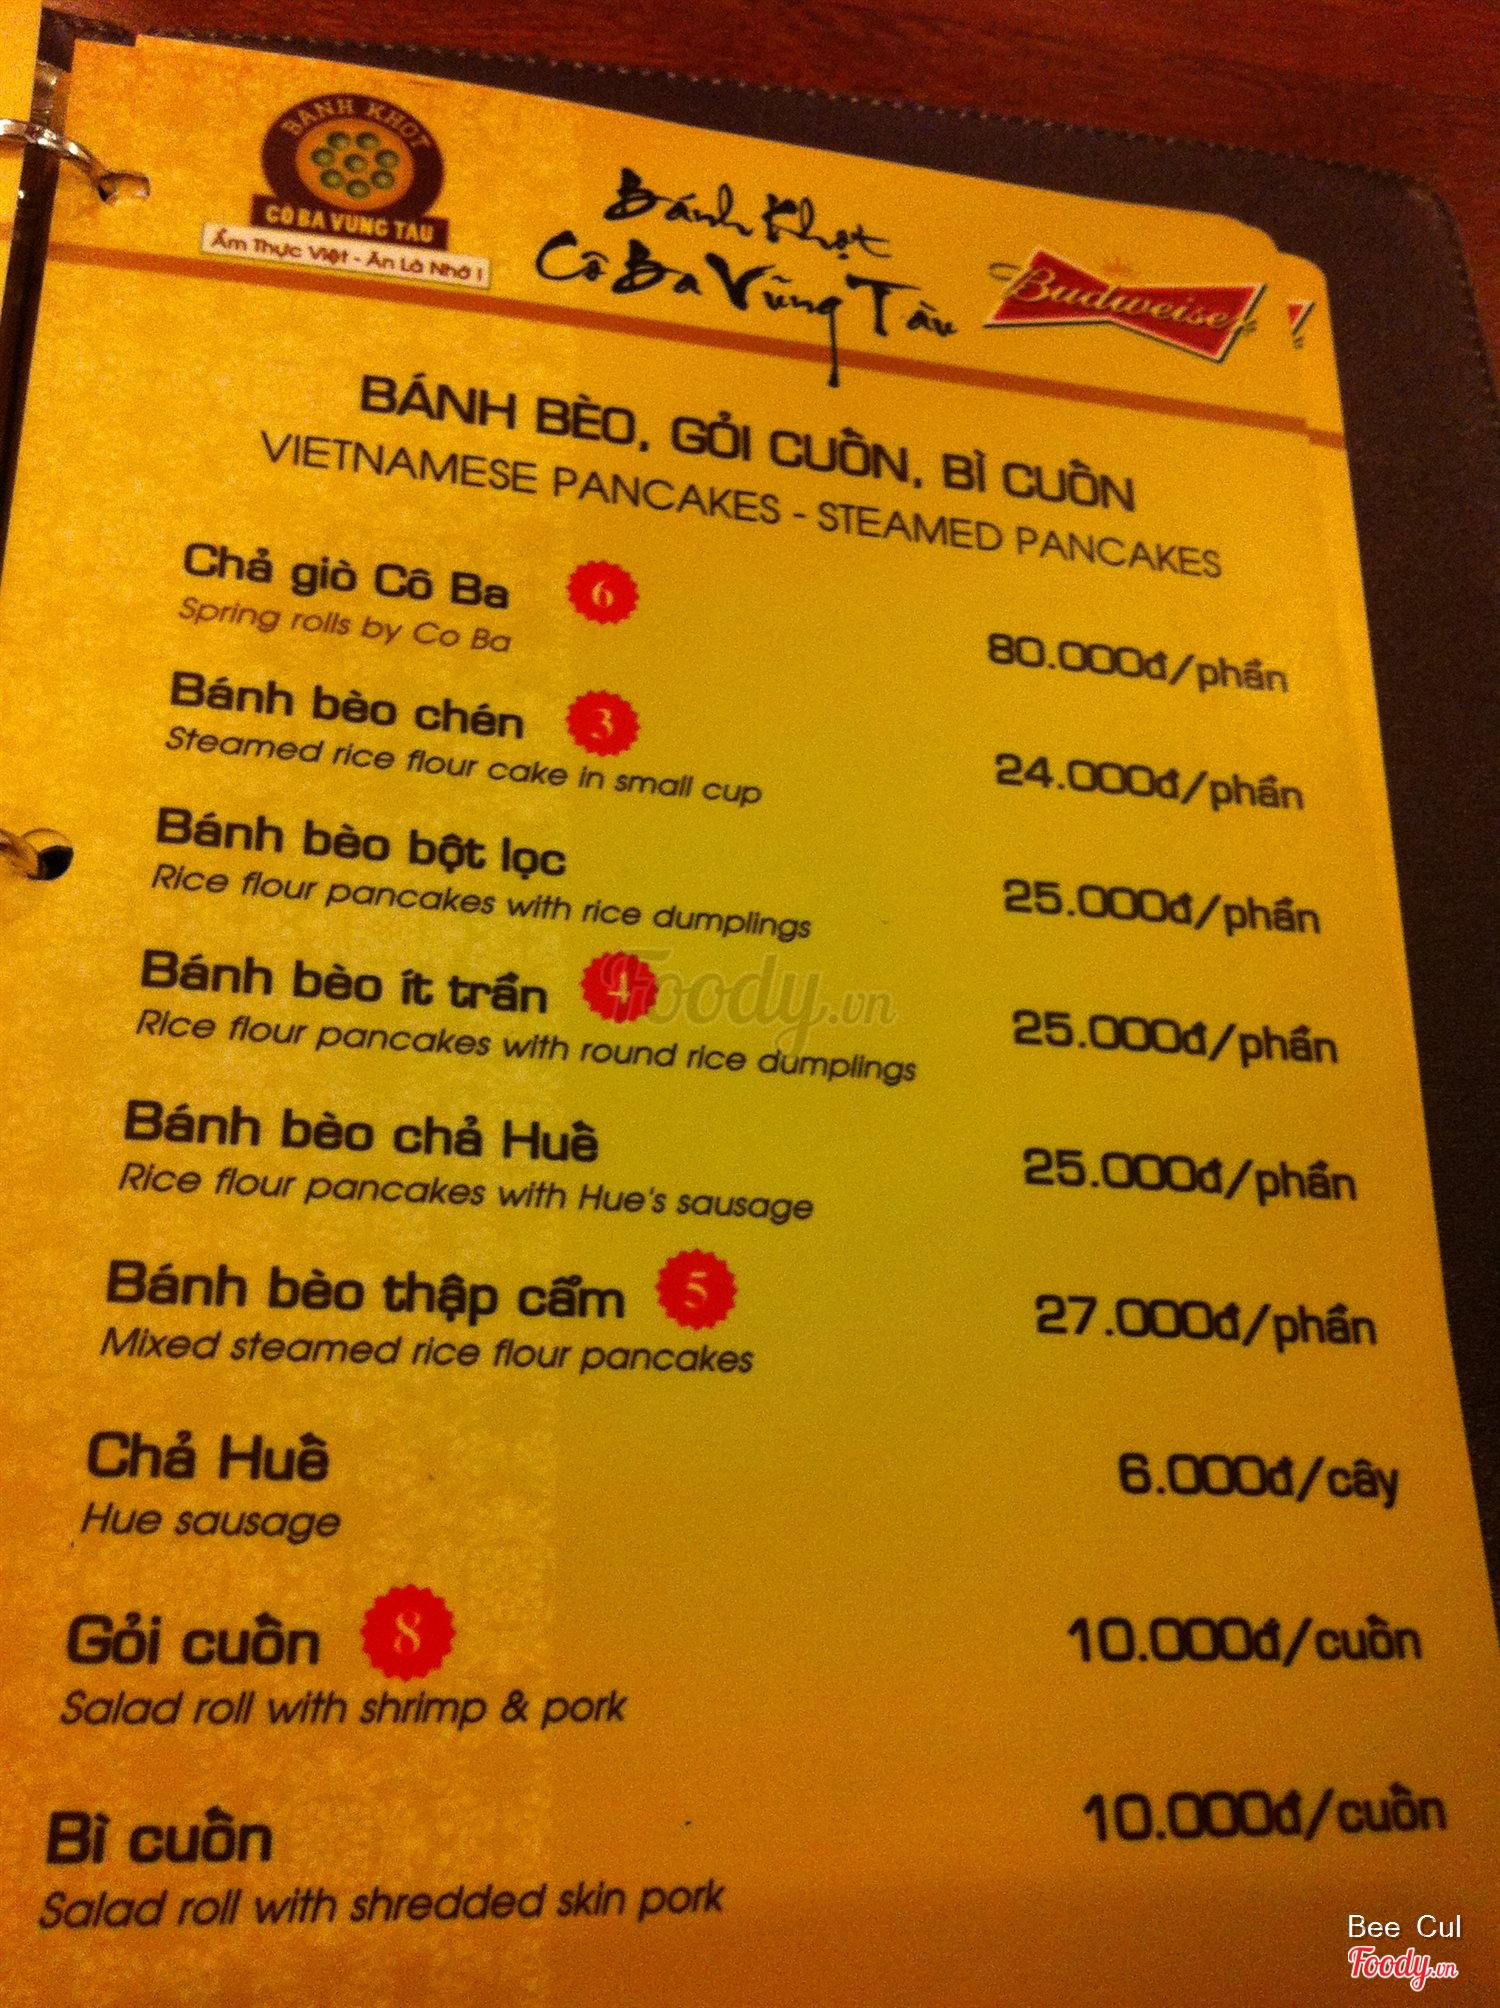 BÁNH KHỌT
CÔ BA VŨNG TÀU
Ẩm Thực Việt - Ăn Là Nhớ !
Bánh Khọt
Cô Ba Vũng Tàu
Budweiser
BÁNH BÈO, GỎI CUỐN, BÌ CUỐN
VIETNAMESE PANCAKES - STEAMED PANCAKES
Chả giò Cô Ba 6
Spring rolls by Co Ba
80.000đ/phần
Bánh bèo chén 3
Steamed rice flour cake in small cup
24.000đ/phần
Bánh bèo bột lọc
Rice flour pancakes with rice dumplings
25.000đ/phần
Bánh bèo ít trần 4
Rice flour pancakes with round rice dumplings
25.000đ/phần
Bánh bèo chả Huế
Rice flour pancakes with Hue's sausage
25.000đ/phần
Bánh bèo thập cẩm 5
Mixed steamed rice flour pancakes
27.000đ/phần
Chả Huế
Hue sausage
6.000đ/cây
Gỏi cuốn 8
Salad roll with shrimp & pork
10.000đ/cuốn
Bì cuốn
Salad roll with shredded skin pork
10.000đ/cuốn
Foody.vn
Bee Cul
Foody.vn